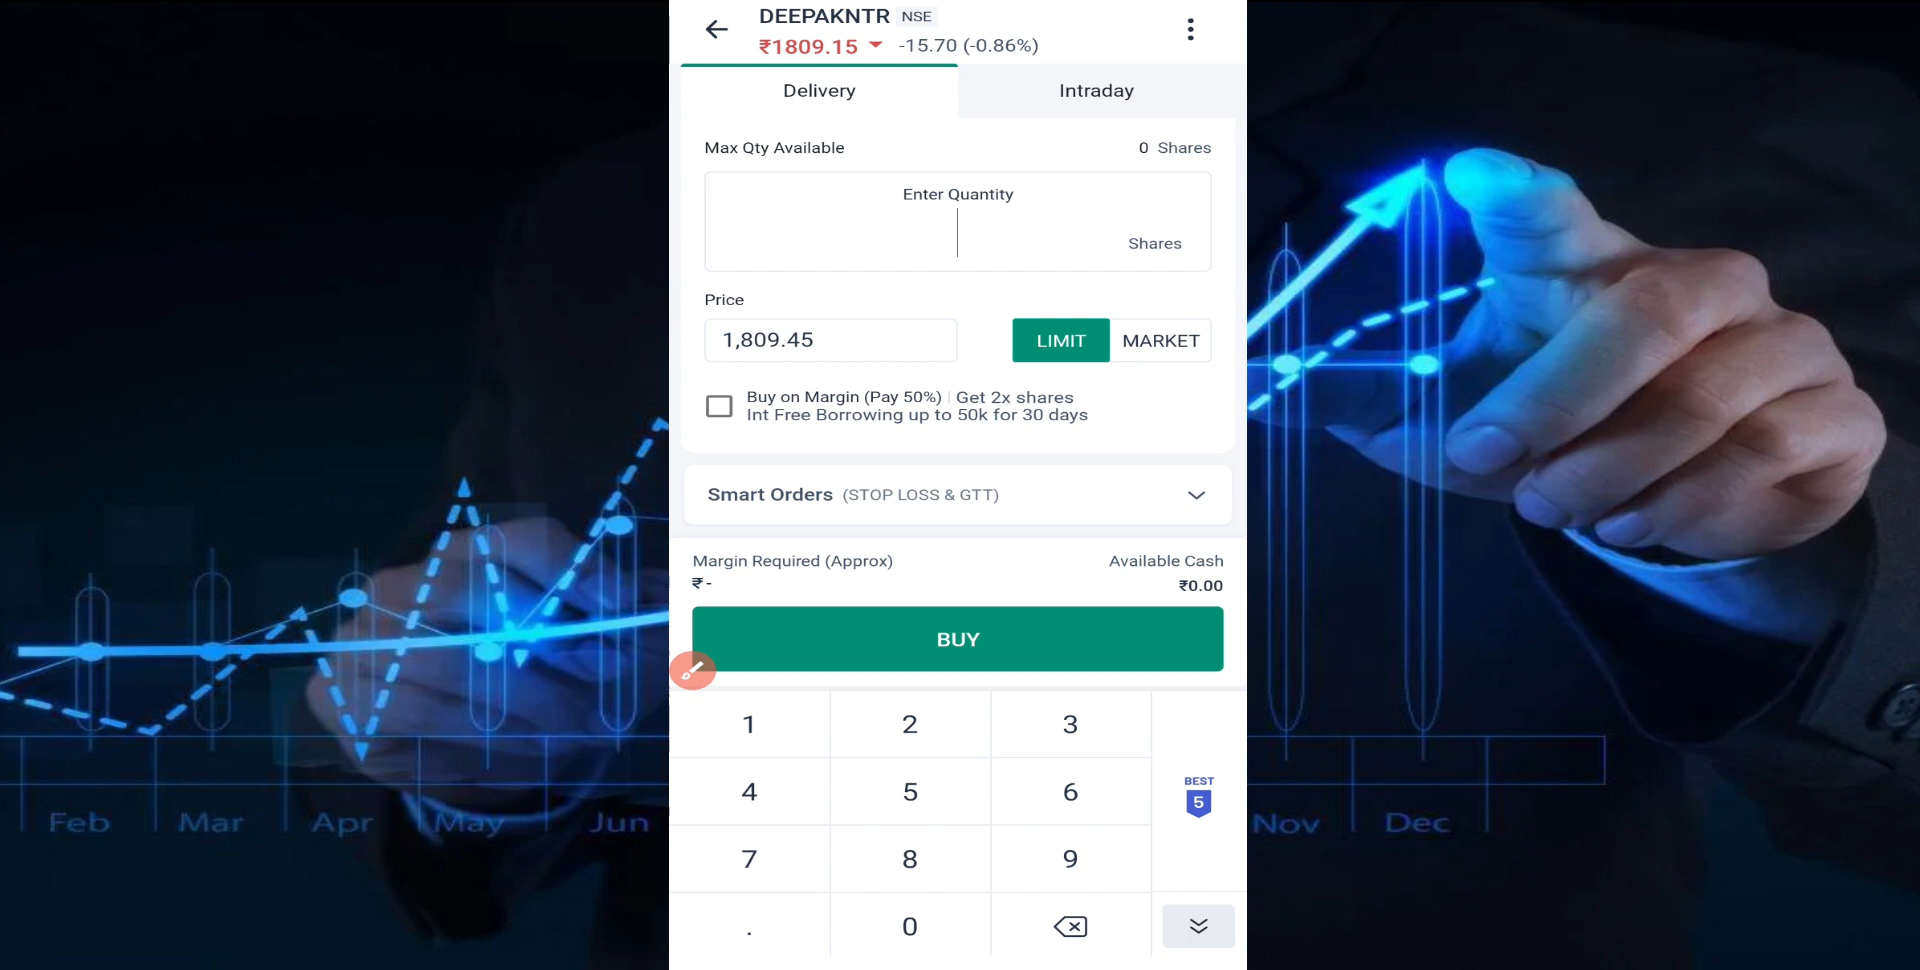 DEEPAKNTR NSE
₹1809.15 -15.70 (-0.86%)
Delivery Intraday
Max Qty Available 0 Shares
Enter Quantity
Shares
Price
1,809.45 LIMIT MARKET
Buy on Margin (Pay 50%) | Get 2x shares
Int Free Borrowing up to 50k for 30 days
Smart Orders (STOP LOSS & GTT)
Margin Required (Approx) Available Cash
₹ - ₹0.00
BUY
1 2 3
BEST
5
4 5 6
7 8 9
. 0
Feb Mar Apr May Jun Nov Dec